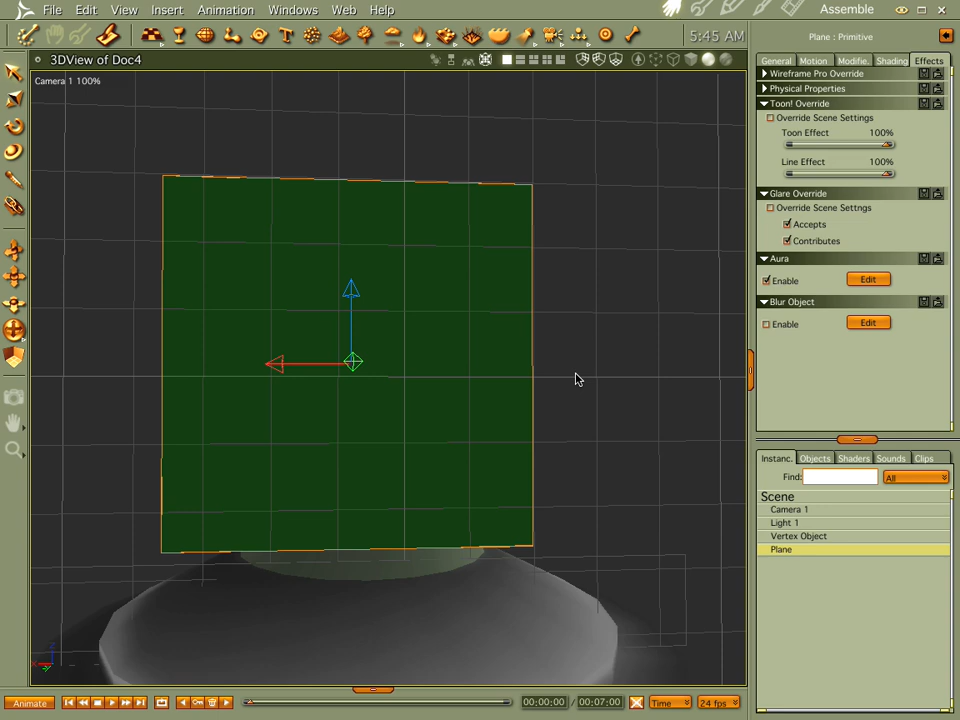 File Edit View Insert Animation Windows Web Help Assemble
5:45 AM
3DView of Doc4
Camera 1 100%
Plane : Primitive
General Motion Modifie. Shading Effects
Wireframe Pro Override
Physical Properties
Toon! Override
Override Scene Settings
Toon Effect 100%
Line Effect 100%
Glare Override
Override Scene Settngs
Accepts
Contributes
Aura
Enable Edit
Blur Object
Enable Edit
Instanc. Objects Shaders Sounds Clips
Find: All
Scene
Camera 1
Light 1
Vertex Object
Plane
Animate 00:00:00 / 00:07:00 Time 24 fps